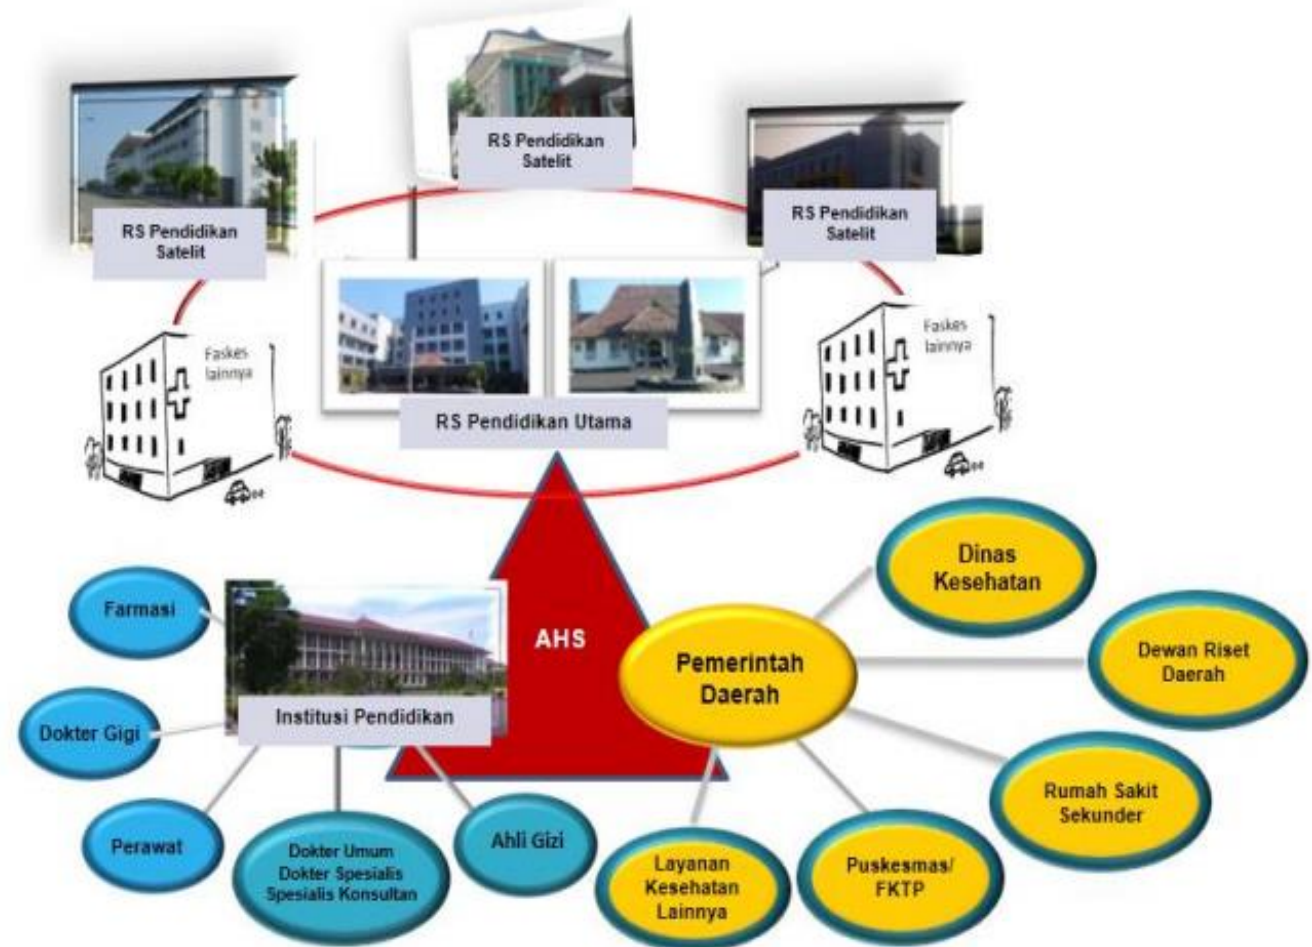 RS Pendidikan
Satelit
RS Pendidikan
Satelit
RS Pendidikan
Satelit
Faskes
lainnya
Faskes
lainnya
RS Pendidikan Utama
AHS
Institusi Pendidikan
Farmasi
Dokter Gigi
Perawat
Dokter Umum
Dokter Spesialis
Spesialis Konsultan
Ahli Gizi
Pemerintah
Daerah
Dinas
Kesehatan
Dewan Riset
Daerah
Rumah Sakit
Sekunder
Puskesmas/
FKTP
Layanan
Kesehatan
Lainnya